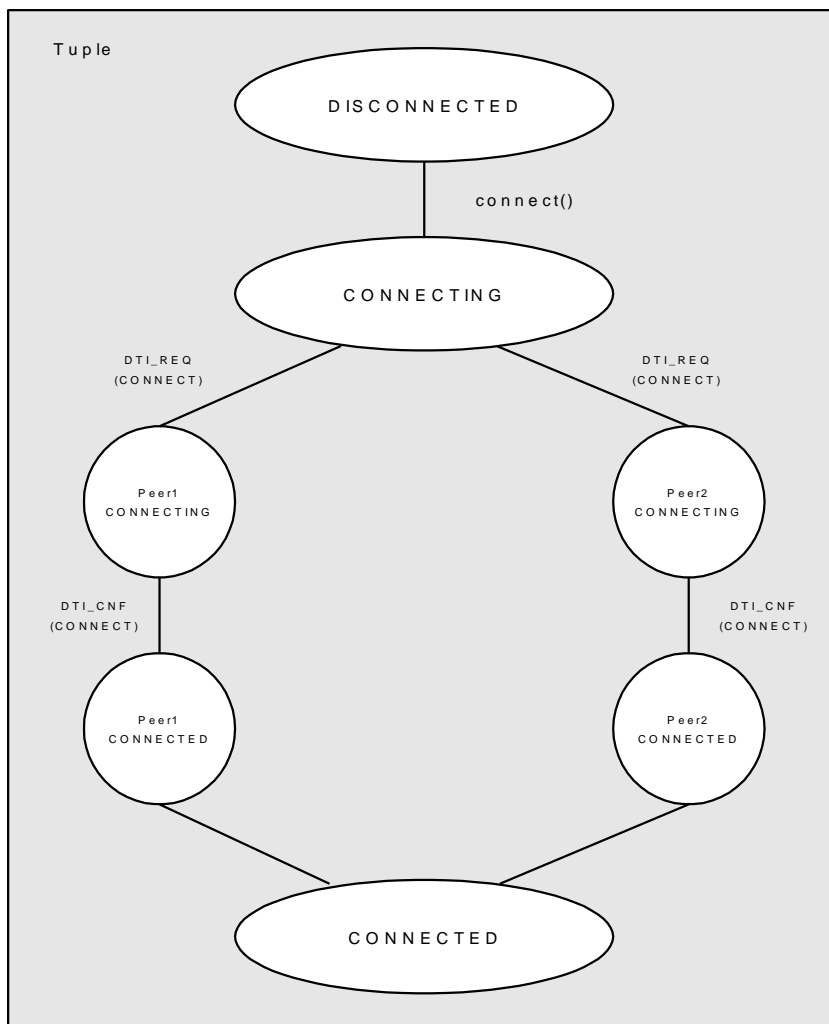 Tuple
DISCONNECTED
connect()
CONNECTING
DTI_REQ
(CONNECT)
DTI_REQ
(CONNECT)
Peer1
CONNECTING
Peer2
CONNECTING
DTI_CNF
(CONNECT)
DTI_CNF
(CONNECT)
Peer1
CONNECTED
Peer2
CONNECTED
CONNECTED